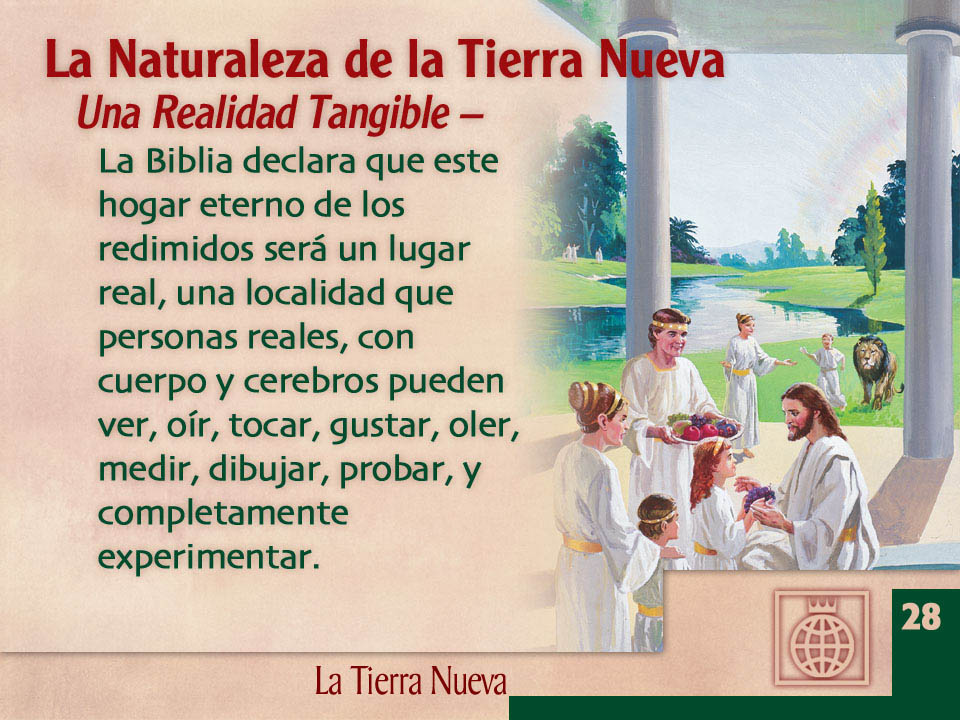 La Naturaleza de la Tierra Nueva
Una Realidad Tangible –
La Biblia declara que este
hogar eterno de los
redimidos será un lugar
real, una localidad que
personas reales, con
cuerpo y cerebros pueden
ver, oír, tocar, gustar, oler,
medir, dibujar, probar, y
completamente
experimentar.
28
La Tierra Nueva